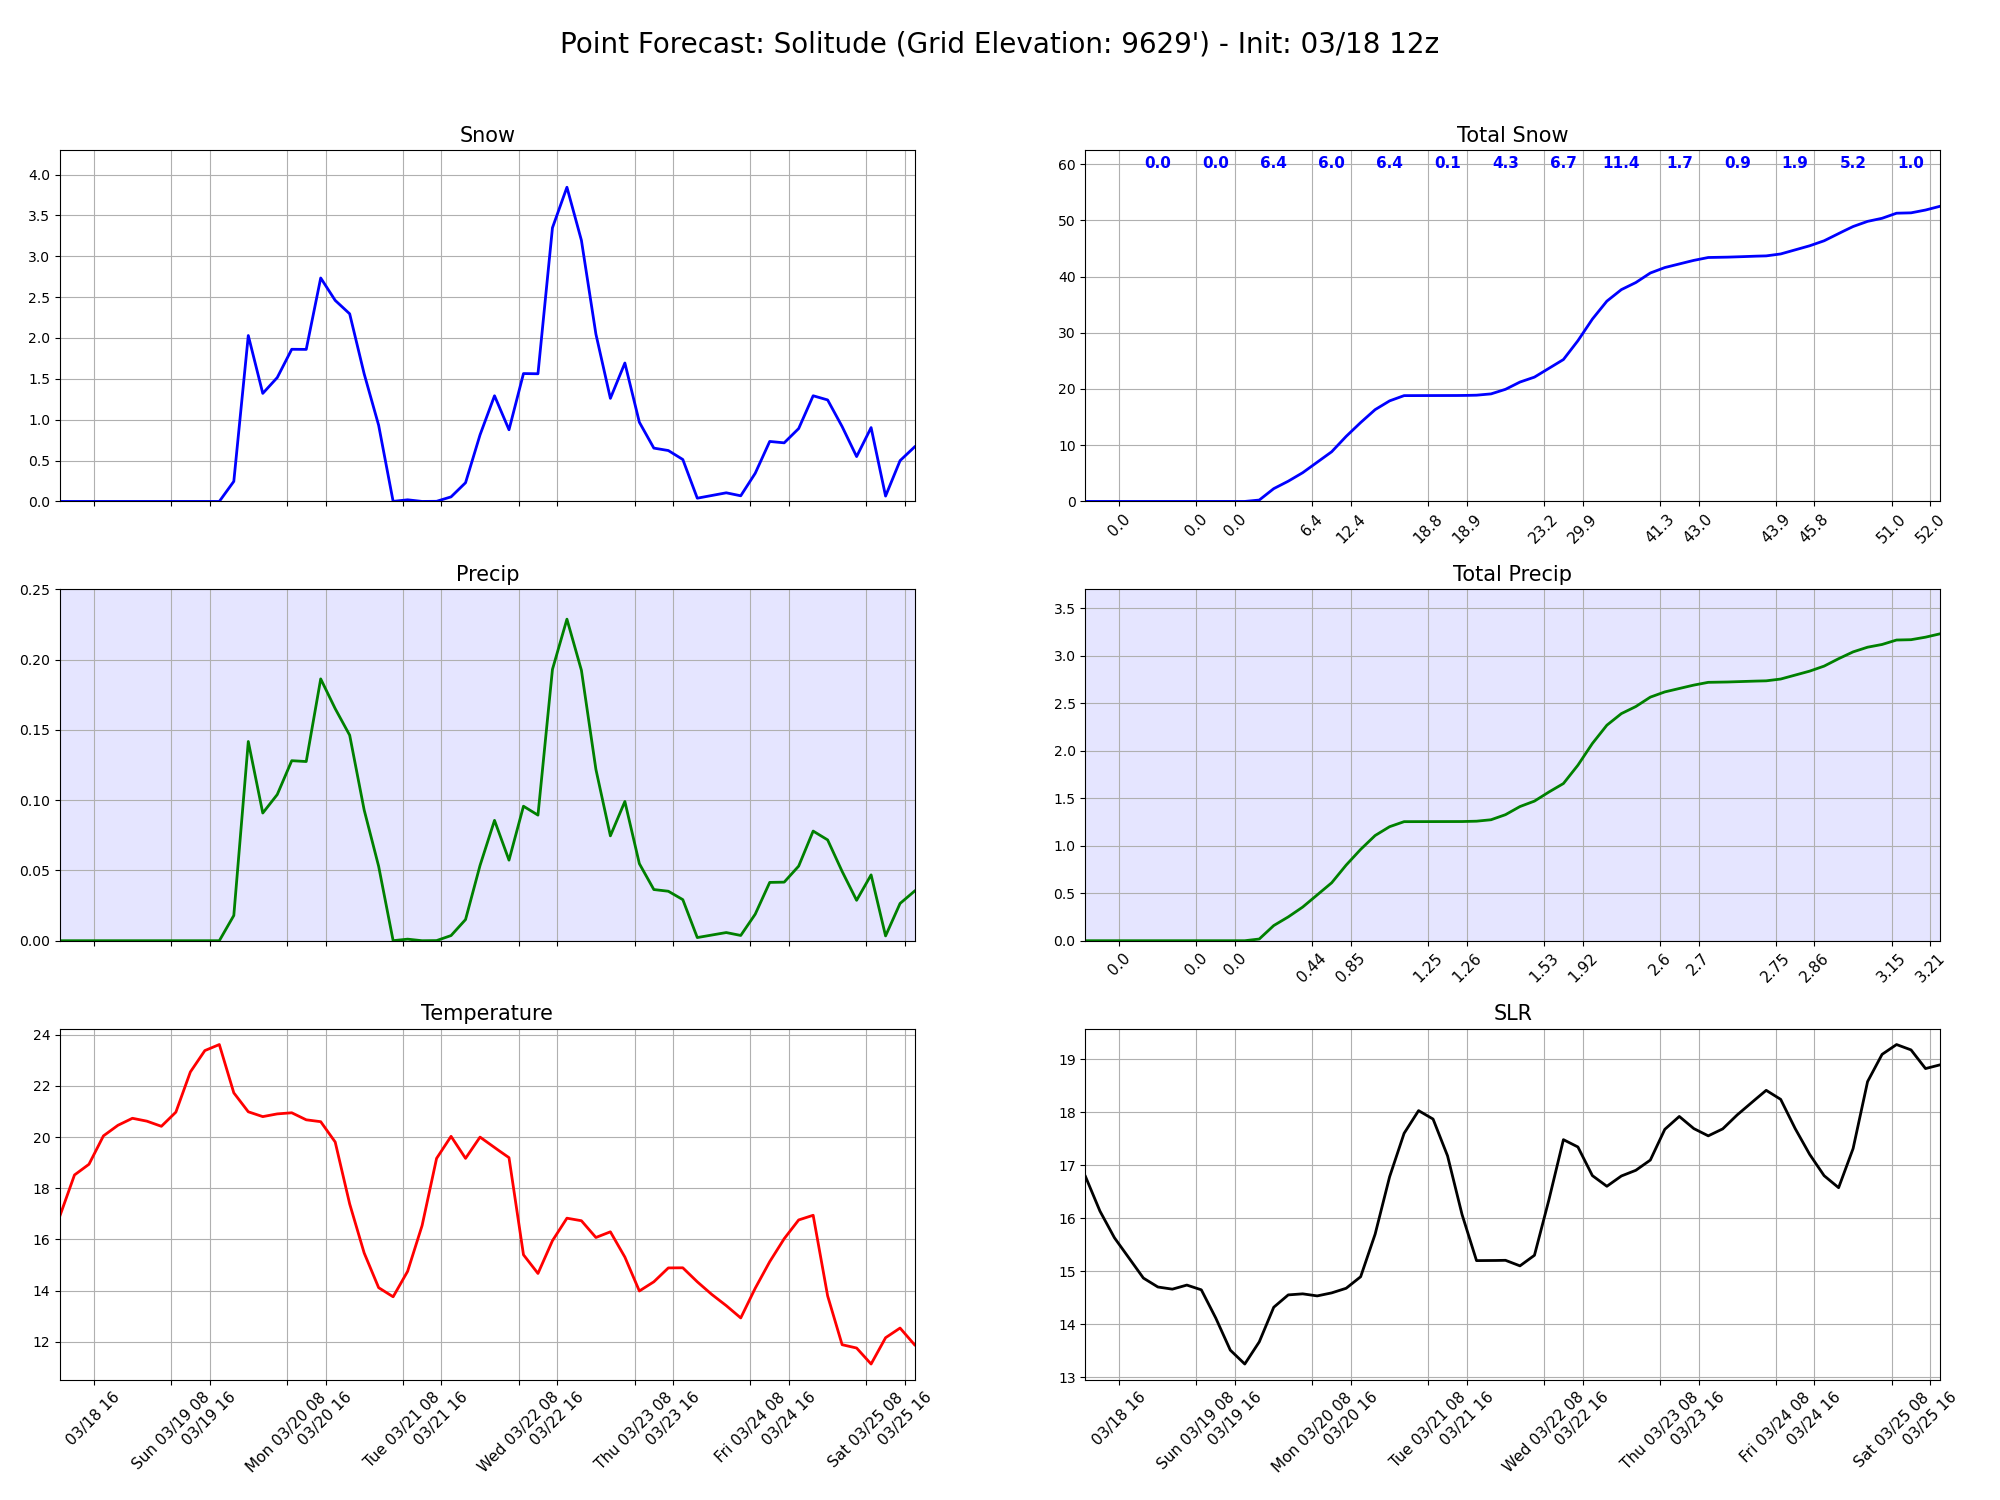 Point Forecast: Solitude (Grid Elevation: 9629') - Init: 03/18 12z
Snow
4.0
3.5
3.0
2.5
2.0
1.5
1.0
0.5
0.0
Total Snow
0.0 0.0 6.4 6.0 6.4 0.1 4.3 6.7 11.4 1.7 0.9 1.9 5.2 1.0
60
50
40
30
20
10
0
0.0 0.0 0.0 6.4 12.4 18.8 18.9 23.2 29.9 41.3 43.0 43.9 45.8 51.0 52.0
Precip
0.25
0.20
0.15
0.10
0.05
0.00
Total Precip
3.5
3.0
2.5
2.0
1.5
1.0
0.5
0.0
0.0 0.0 0.0 0.44 0.85 1.25 1.26 1.53 1.92 2.6 2.7 2.75 2.86 3.15 3.21
Temperature
24
22
20
18
16
14
12
03/18 16
Sun 03/19 08
03/19 16
Mon 03/20 08
03/20 16
Tue 03/21 08
03/21 16
Wed 03/22 08
03/22 16
Thu 03/23 08
03/23 16
Fri 03/24 08
03/24 16
Sat 03/25 08
03/25 16
SLR
19
18
17
16
15
14
13
03/18 16
Sun 03/19 08
03/19 16
Mon 03/20 08
03/20 16
Tue 03/21 08
03/21 16
Wed 03/22 08
03/22 16
Thu 03/23 08
03/23 16
Fri 03/24 08
03/24 16
Sat 03/25 08
03/25 16